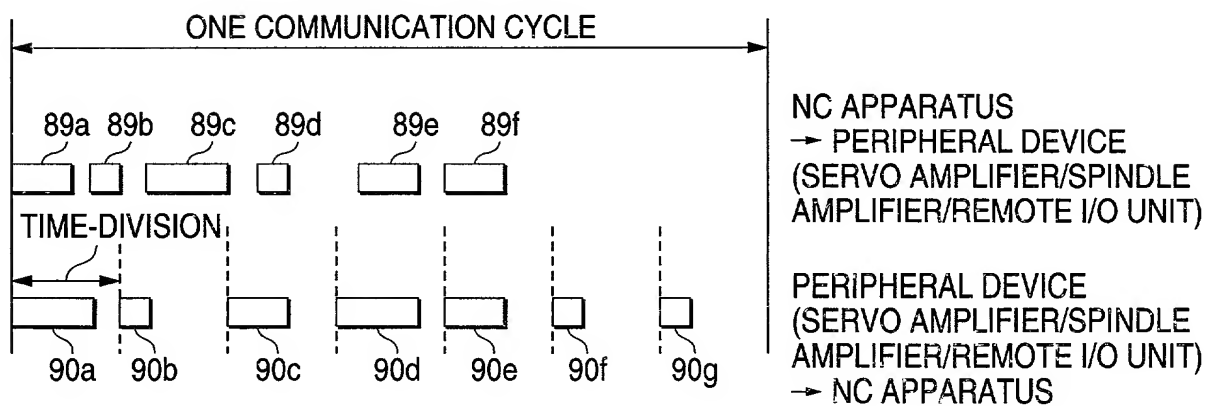 ONE COMMUNICATION CYCLE
89a 89b 89c 89d 89e 89f
NC APPARATUS
→ PERIPHERAL DEVICE
(SERVO AMPLIFIER/SPINDLE
AMPLIFIER/REMOTE I/O UNIT)
TIME-DIVISION
90a 90b 90c 90d 90e 90f 90g
PERIPHERAL DEVICE
(SERVO AMPLIFIER/SPINDLE
AMPLIFIER/REMOTE I/O UNIT)
→ NC APPARATUS